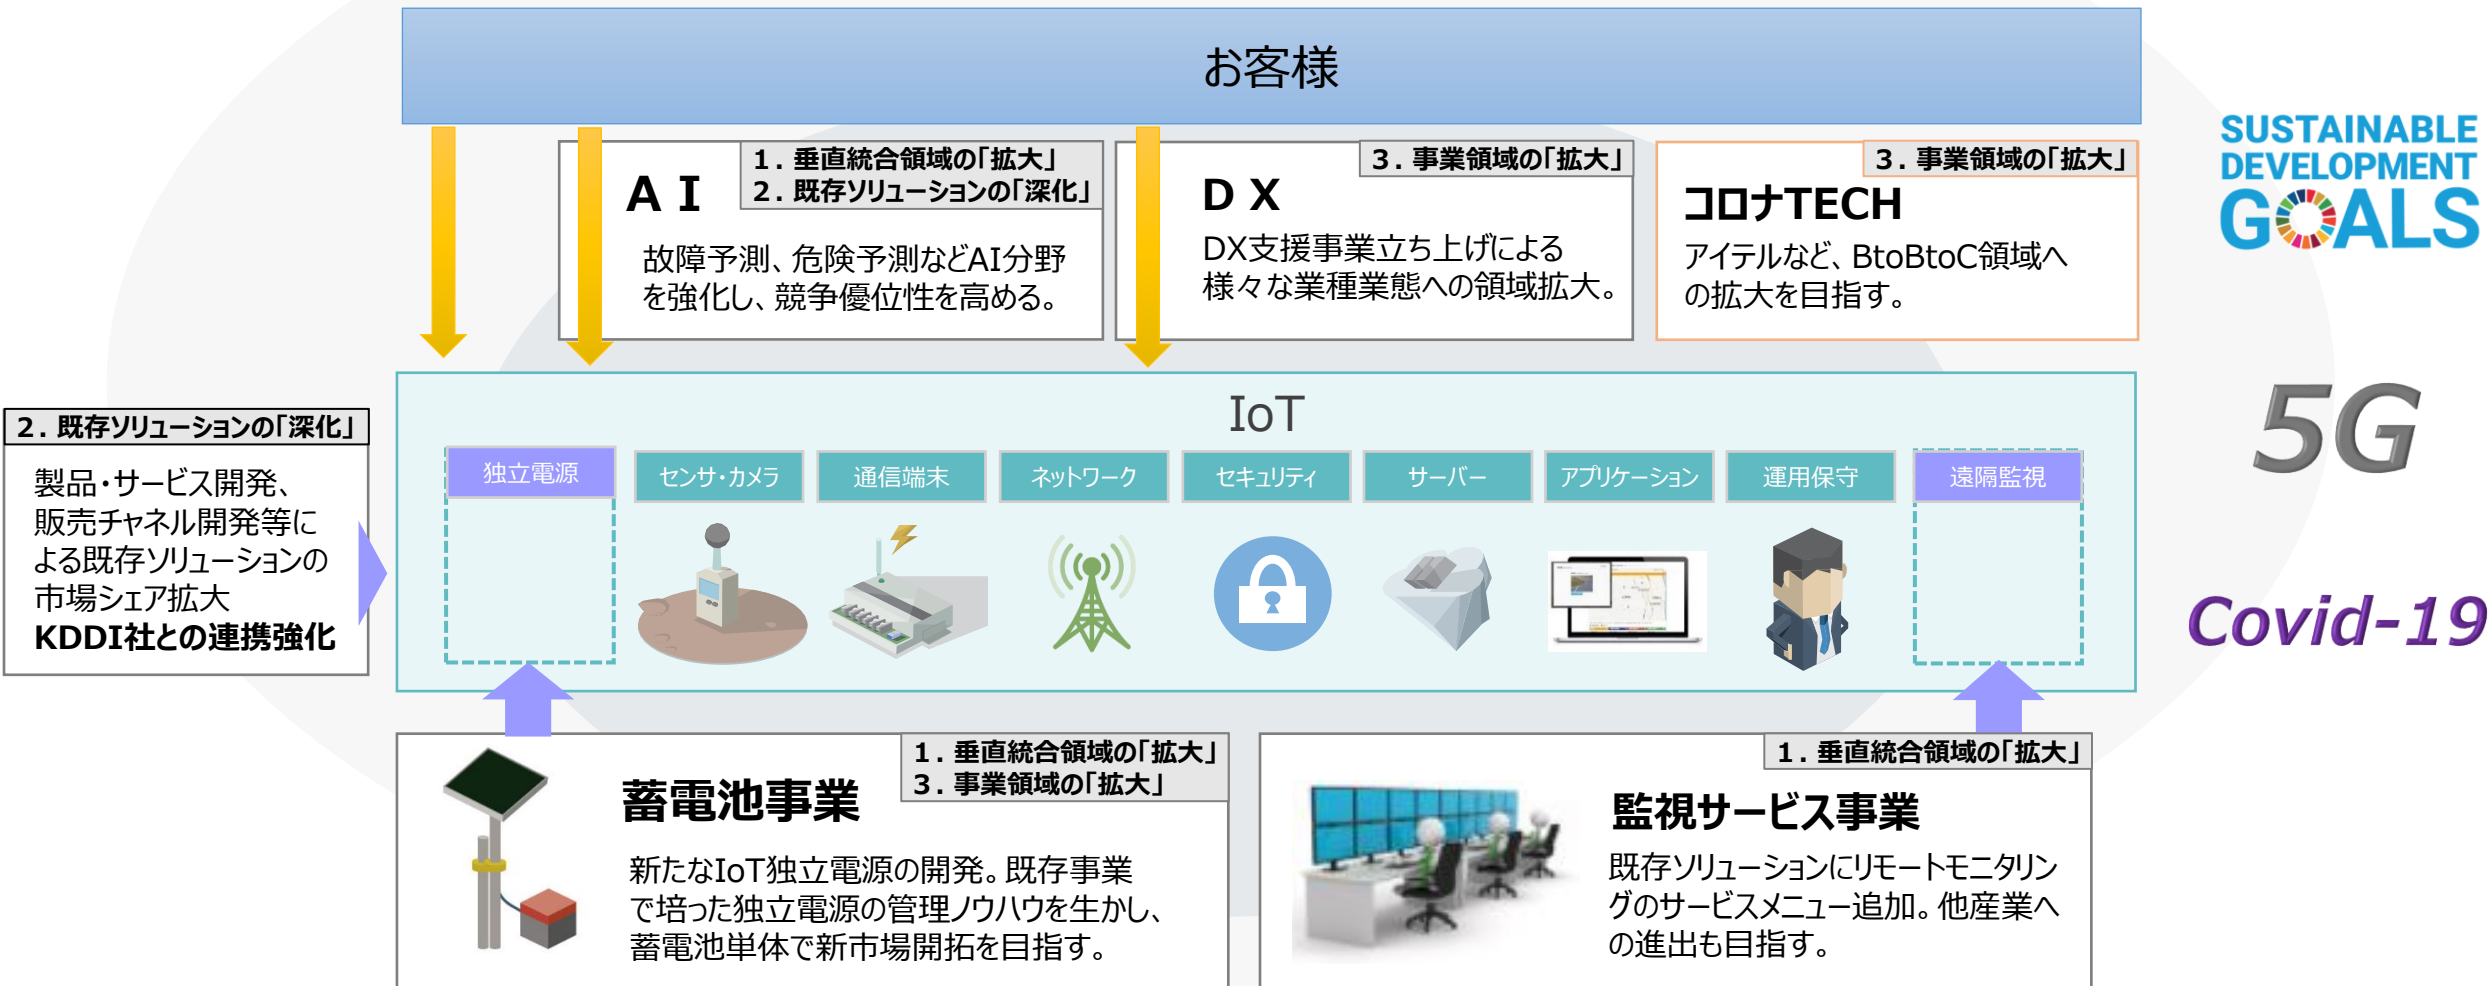 お客様
1. 垂直統合領域の「拡大」
2. 既存ソリューションの「深化」
AI
故障予測、危険予測などAI分野
を強化し、競争優位性を高める。
3. 事業領域の「拡大」
DX
DX支援事業立ち上げによる
様々な業種業態への領域拡大。
3. 事業領域の「拡大」
コロナTECH
アイテルなど、BtoBtoC領域へ
の拡大を目指す。
SUSTAINABLE
DEVELOPMENT
GOALS
5G
Covid-19
2. 既存ソリューションの「深化」
製品・サービス開発、
販売チャネル開発等に
よる既存ソリューションの
市場シェア拡大
KDDI社との連携強化
IoT
独立電源
センサ・カメラ
通信端末
ネットワーク
セキュリティ
サーバー
アプリケーション
運用保守
遠隔監視
1. 垂直統合領域の「拡大」
3. 事業領域の「拡大」
蓄電池事業
新たなIoT独立電源の開発。既存事業
で培った独立電源の管理ノウハウを生かし、
蓄電池単体で新市場開拓を目指す。
1. 垂直統合領域の「拡大」
監視サービス事業
既存ソリューションにリモートモニタリン
グのサービスメニュー追加。他産業へ
の進出も目指す。